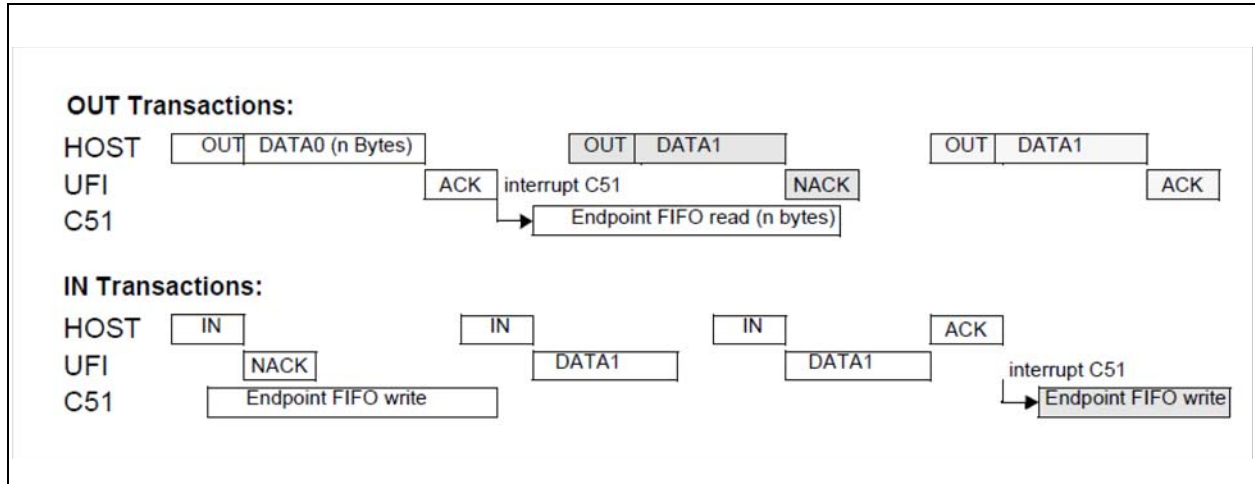 OUT Transactions:
HOST OUT DATA0 (n Bytes) OUT DATA1 OUT DATA1
UFI ACK interrupt C51 NACK ACK
C51 Endpoint FIFO read (n bytes)
IN Transactions:
HOST IN IN IN ACK
UFI NACK DATA1 DATA1 interrupt C51
C51 Endpoint FIFO write Endpoint FIFO write